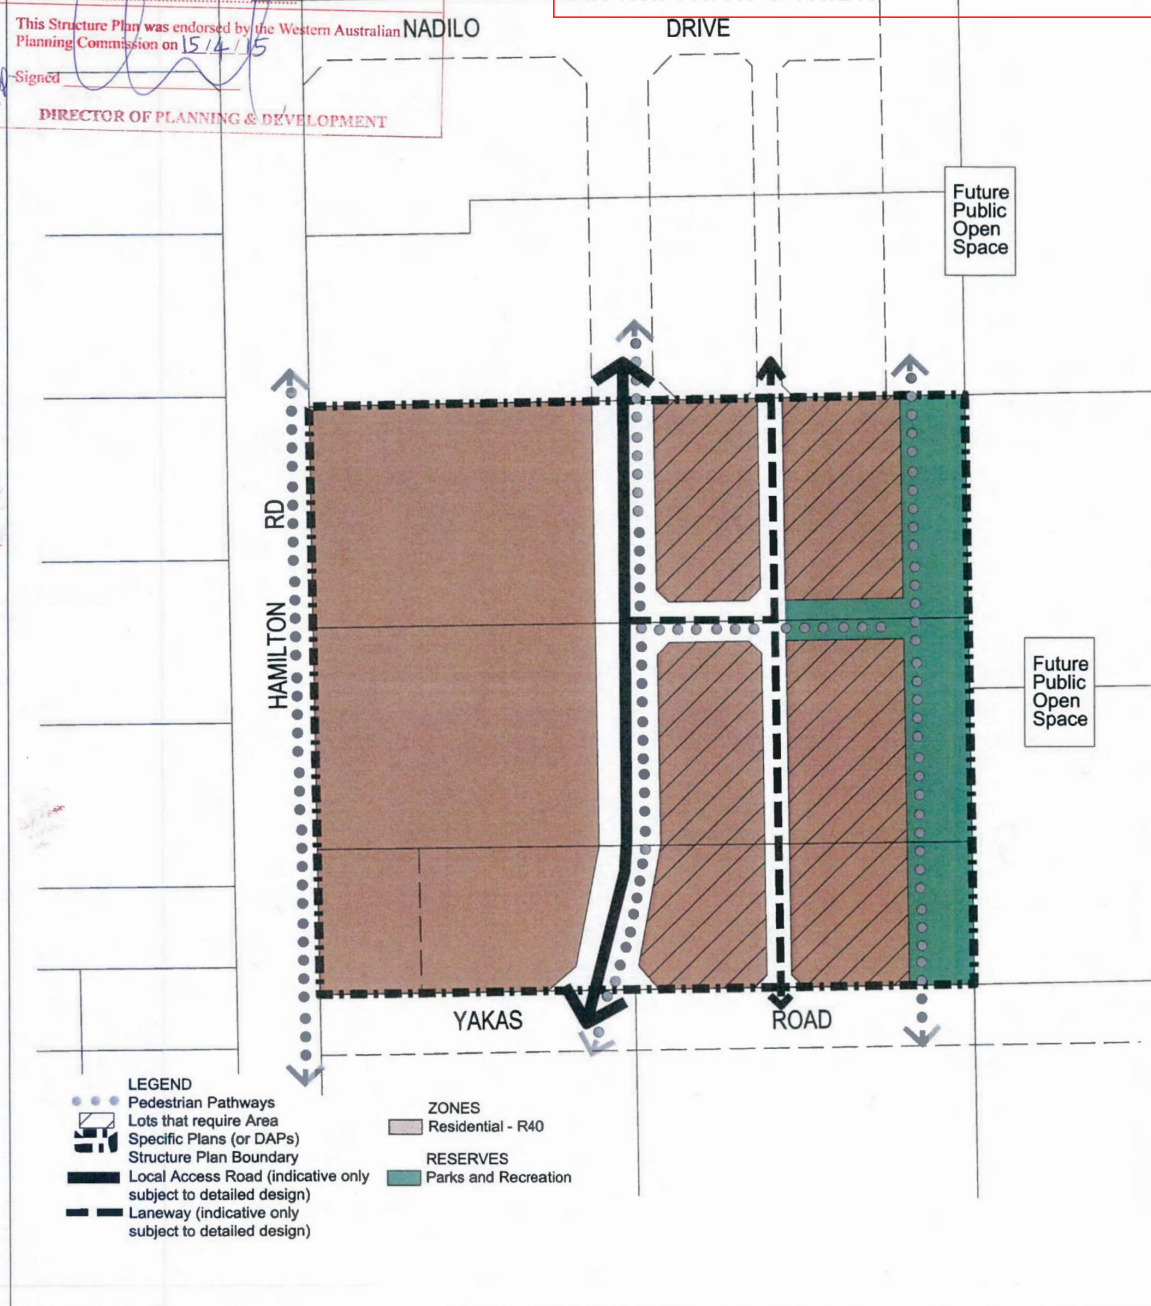 This Structure Plan was endorsed by the Western Australian
Planning Commission on 15/4/15
Signed
DIRECTOR OF PLANNING & DEVELOPMENT
NADILO DRIVE
Future
Public
Open
Space
HAMILTON RD
Future
Public
Open
Space
YAKAS ROAD
LEGEND
Pedestrian Pathways
Lots that require Area
Specific Plans (or DAPs)
Structure Plan Boundary
Local Access Road (indicative only
subject to detailed design)
Laneway (indicative only
subject to detailed design)
ZONES
Residential - R40
RESERVES
Parks and Recreation